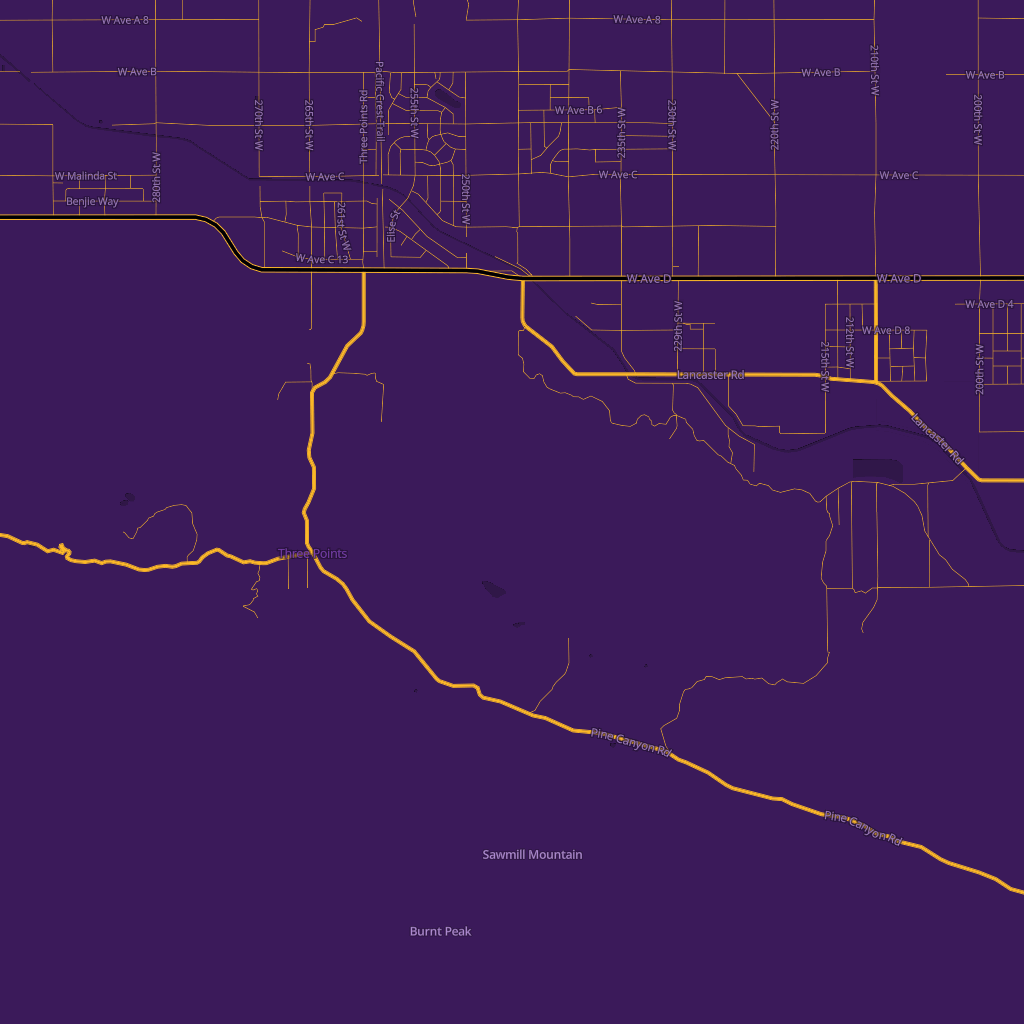 W Ave A 8
W Ave A 8
W Ave B
W Ave B
W Ave B
210th St W
Pacific Crest Trail
Three Points Rd
255th St W
270th St W
265th St W
W Ave B 6
235th St W
230th St W
220th St W
200th St W
280th St W
W Malinda St
W Ave C
W Ave C
W Ave C
Benjie Way
250th St W
261st St W
Elise St
W Ave C 13
W Ave D
W Ave D
W Ave D 4
229th St W
212th St W
W Ave D 8
215th St W
200th St W
Lancaster Rd
Lancaster Rd
Three Points
Pine Canyon Rd
Pine Canyon Rd
Sawmill Mountain
Burnt Peak